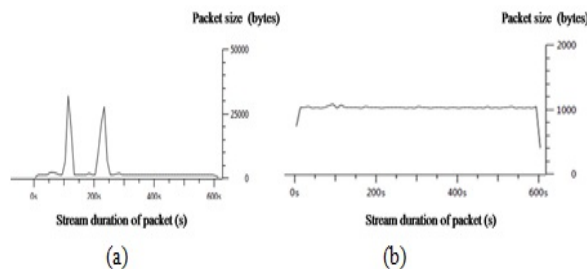 Packet size (bytes)
50000
25000
0
0s 200s 400s 600s
Stream duration of packet (s)
(a)
Packet size (bytes)
2000
1000
0
0s 200s 400s 600s
Stream duration of packet (s)
(b)